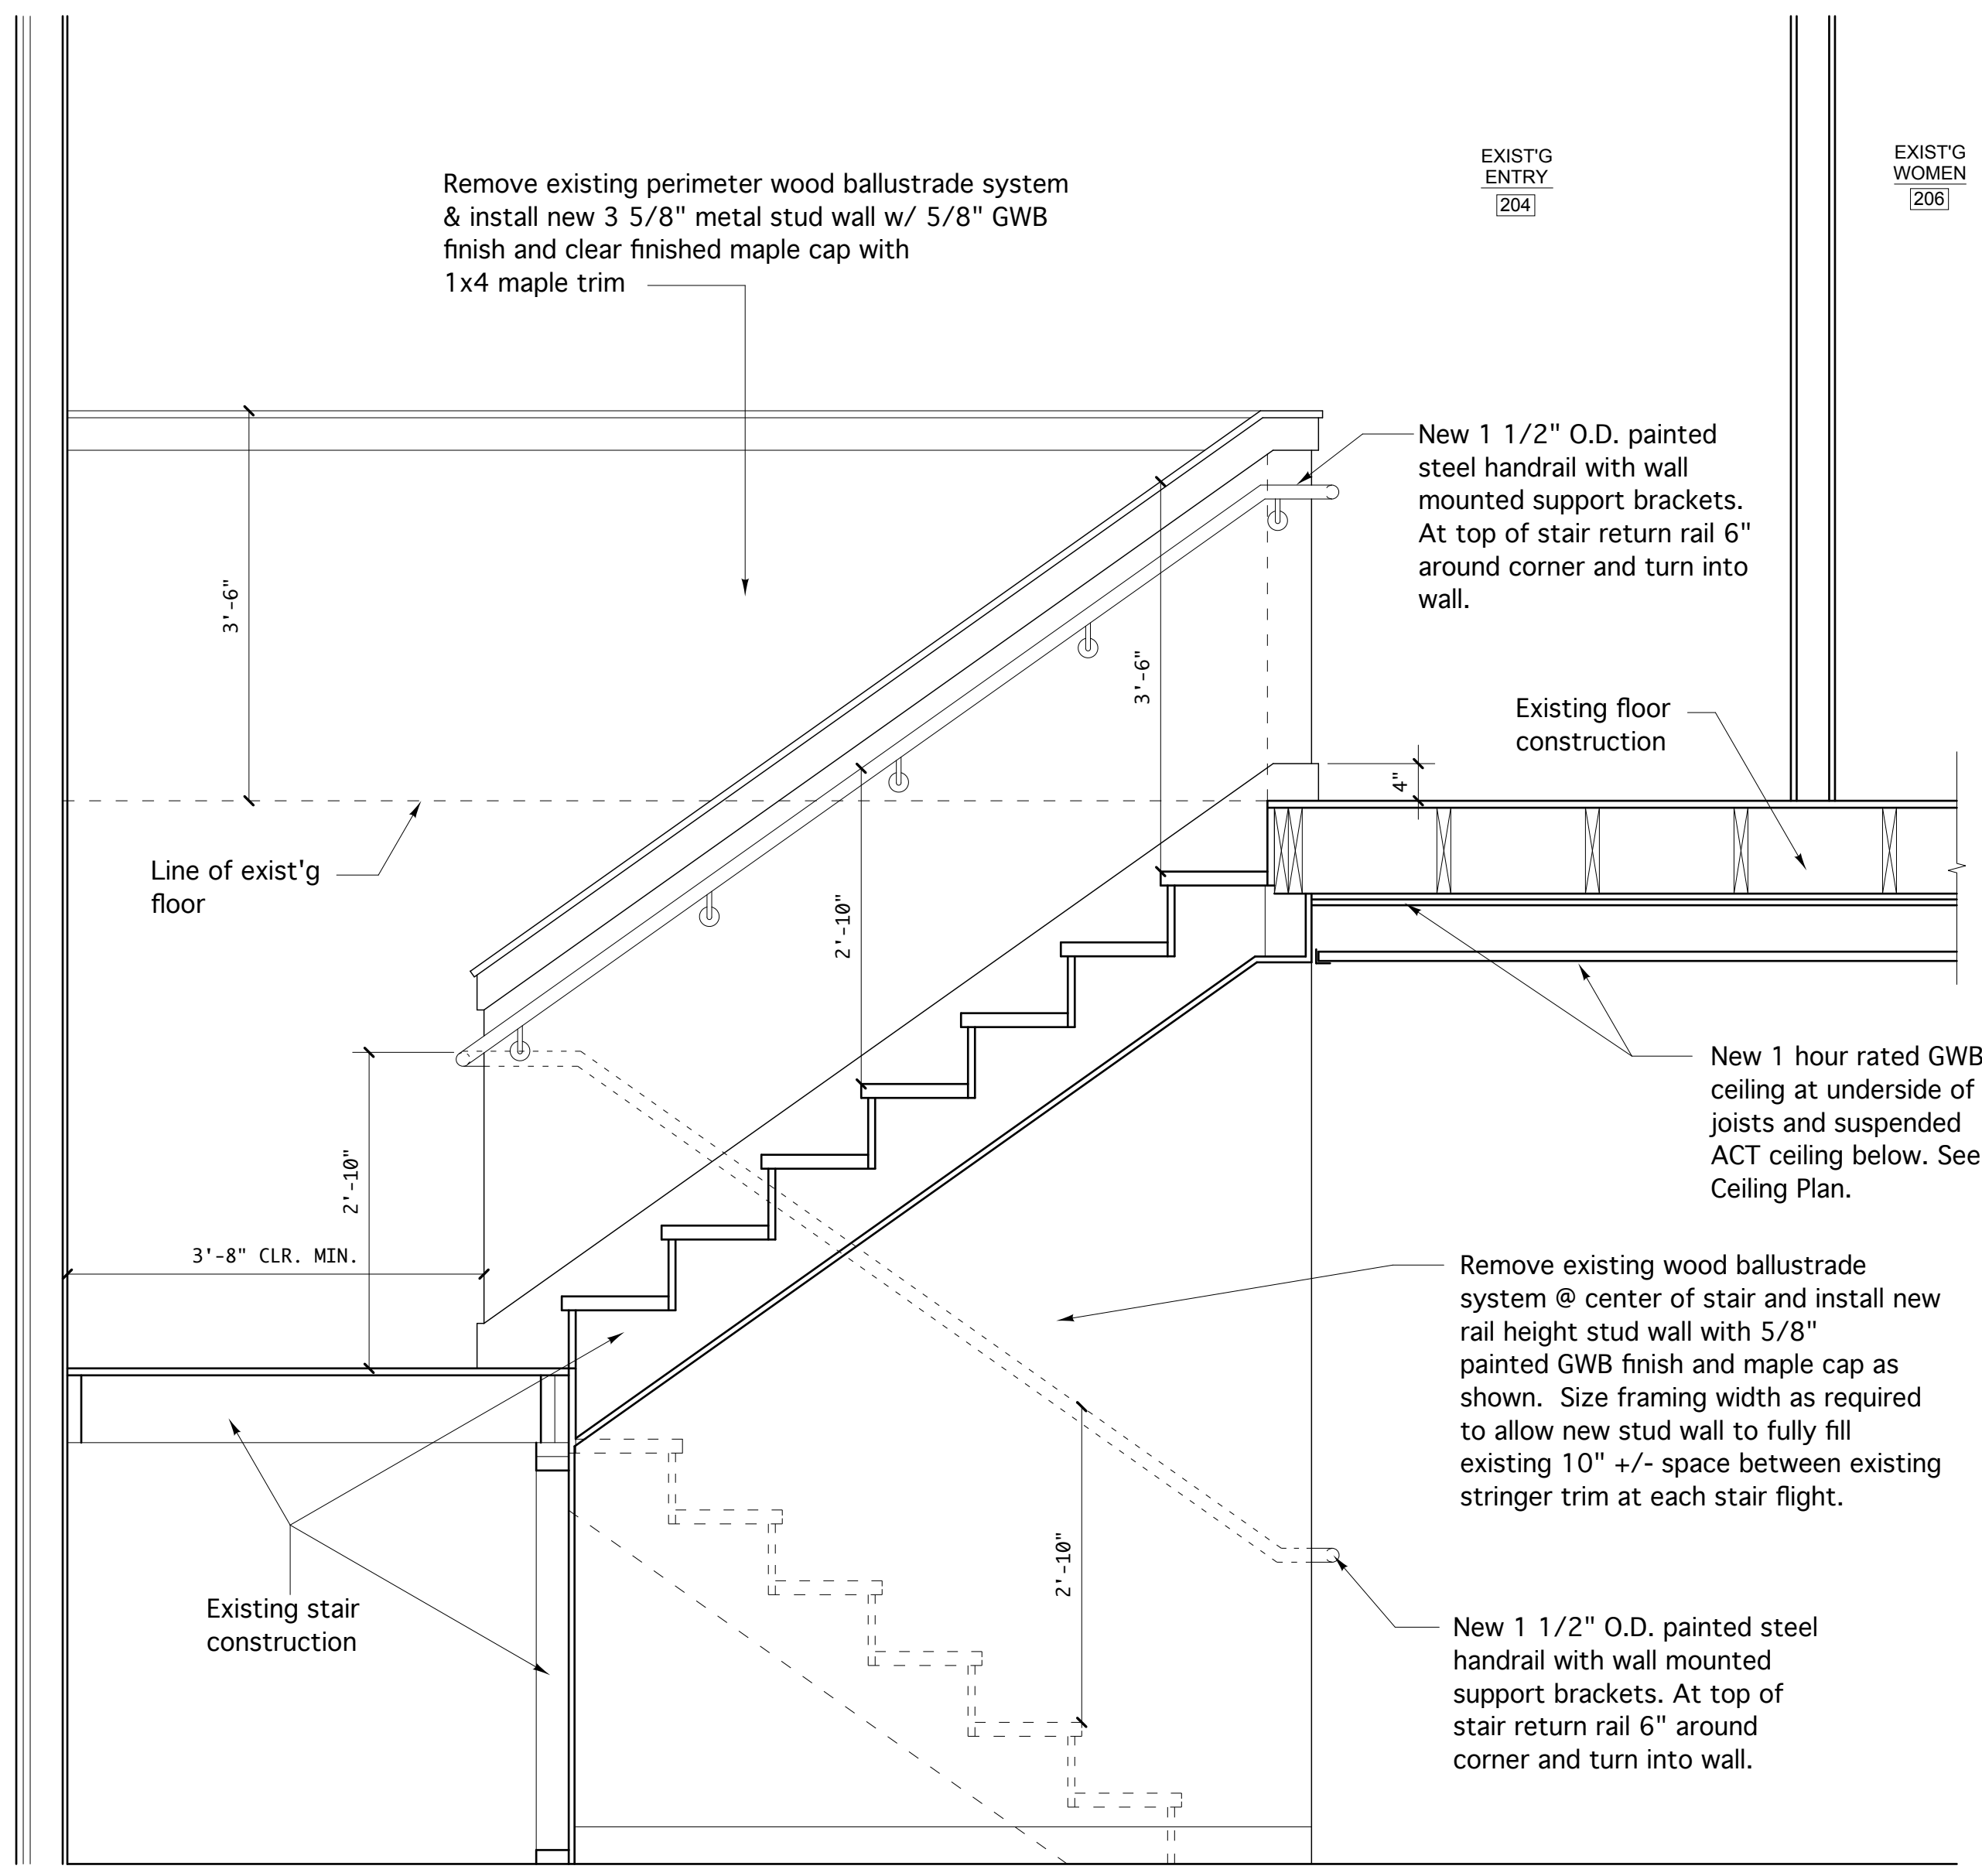 EXIST'G
ENTRY
204
EXIST'G
WOMEN
206
Remove existing perimeter wood ballustrade system
& install new 3 5/8" metal stud wall w/ 5/8" GWB
finish and clear finished maple cap with
1x4 maple trim
New 1 1/2" O.D. painted
steel handrail with wall
mounted support brackets.
At top of stair return rail 6"
around corner and turn into
wall.
3'-6"
3'-6"
Existing floor
construction
4"
Line of exist'g
floor
2'-10"
New 1 hour rated GWB
ceiling at underside of
joists and suspended
ACT ceiling below. See
Ceiling Plan.
2'-10"
3'-8" CLR. MIN.
Remove existing wood ballustrade
system @ center of stair and install new
rail height stud wall with 5/8"
painted GWB finish and maple cap as
shown.  Size framing width as required
to allow new stud wall to fully fill
existing 10" +/- space between existing
stringer trim at each stair flight.
2'-10"
Existing stair
construction
New 1 1/2" O.D. painted steel
handrail with wall mounted
support brackets. At top of
stair return rail 6" around
corner and turn into wall.